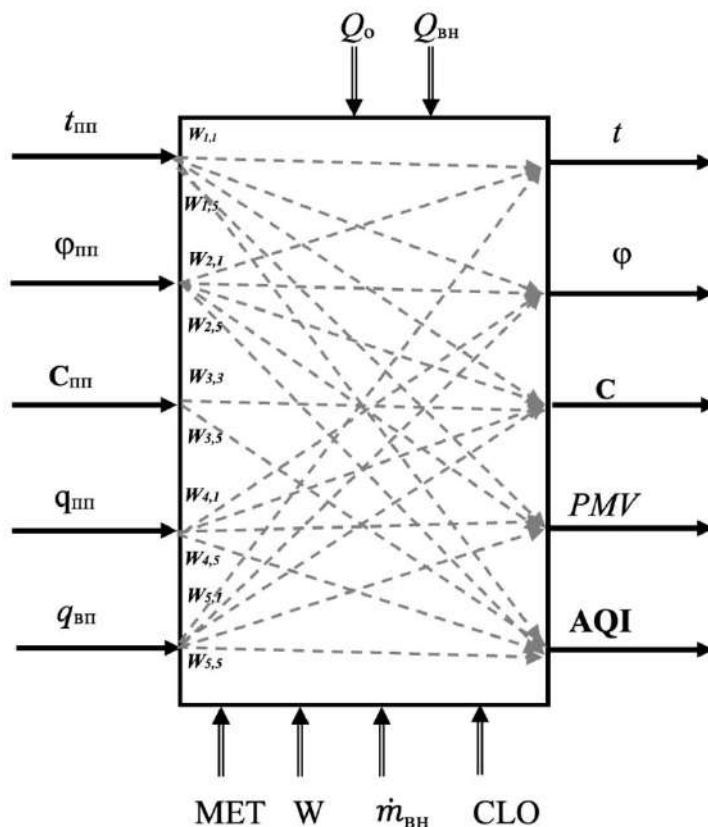 Qо Qвн
tпп W1,1 t
W1,5
φпп W2,1 φ
W2,5
Cпп W3,3 C
W3,5
qпп W4,1 PMV
W4,5
W5,1
qвп AQI
W5,5
MET W ṁвн CLO